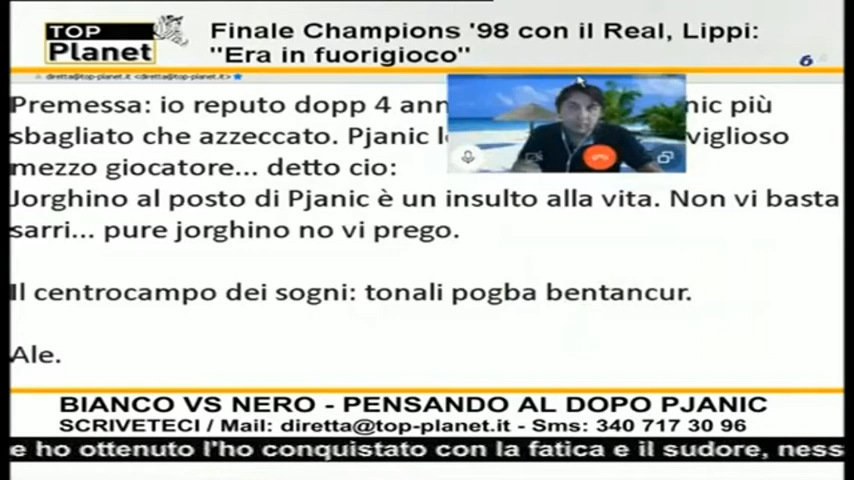 TOP
Planet
Finale Champions '98 con il Real, Lippi:
"Era in fuorigioco"
6
diretta@top-planet.it <diretta@top-planet.it>
Premessa: io reputo dopp 4 ann nic più
sbagliato che azzeccato. Pjanic l viglioso
mezzo giocatore... detto cio:
Jorghino al posto di Pjanic è un insulto alla vita. Non vi basta
sarri... pure jorghino no vi prego.
Il centrocampo dei sogni: tonali pogba bentancur.
Ale.
BIANCO VS NERO - PENSANDO AL DOPO PJANIC
SCRIVETECI / Mail: diretta@top-planet.it - Sms: 340 717 30 96
e ho ottenuto l'ho conquistato con la fatica e il sudore, ness